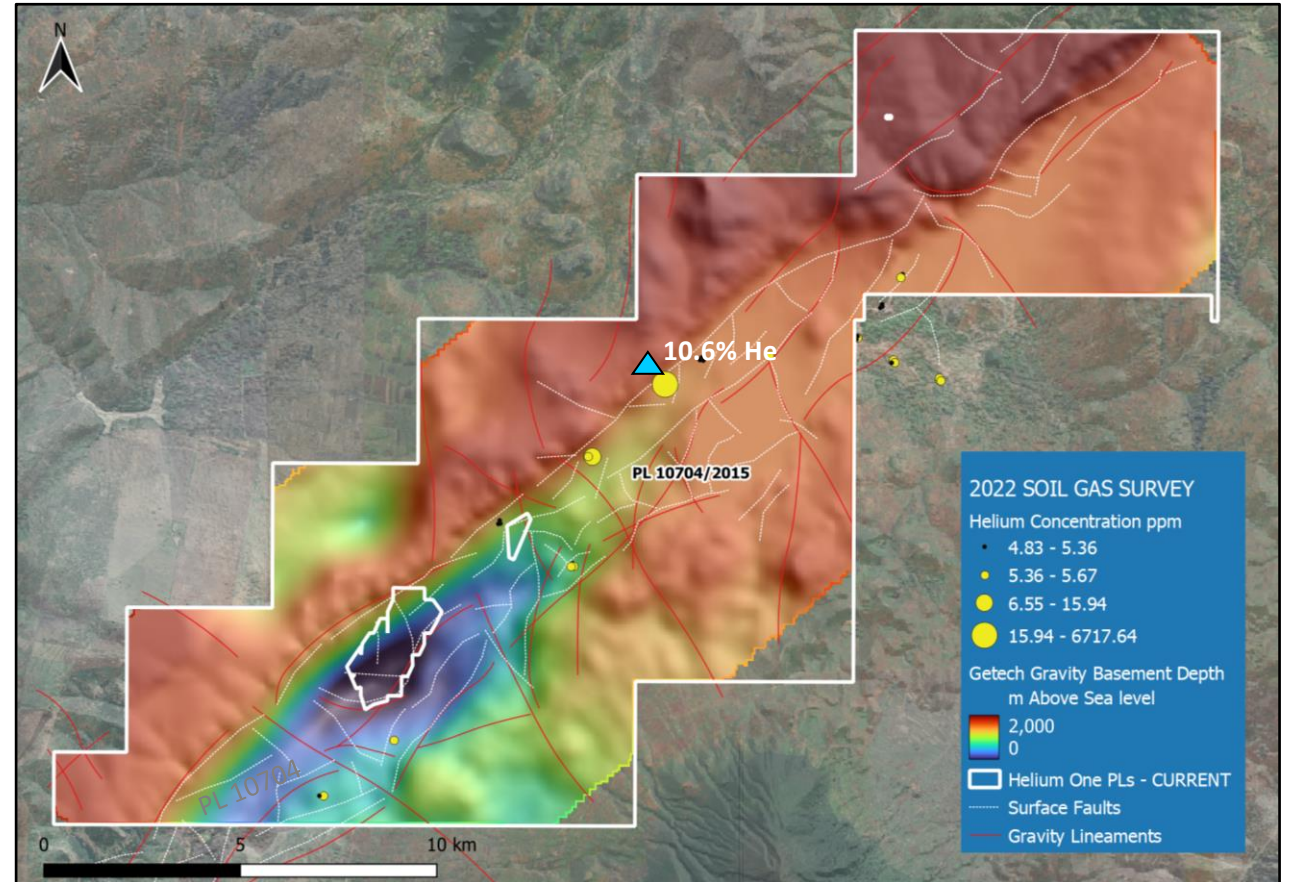 N
10.6% He
PL 10704/2015
PL 10704
0 5 10 km
2022 SOIL GAS SURVEY
Helium Concentration ppm
4.83 - 5.36
5.36 - 5.67
6.55 - 15.94
15.94 - 6717.64
Getech Gravity Basement Depth
m Above Sea level
2,000
0
Helium One PLs - CURRENT
Surface Faults
Gravity Lineaments